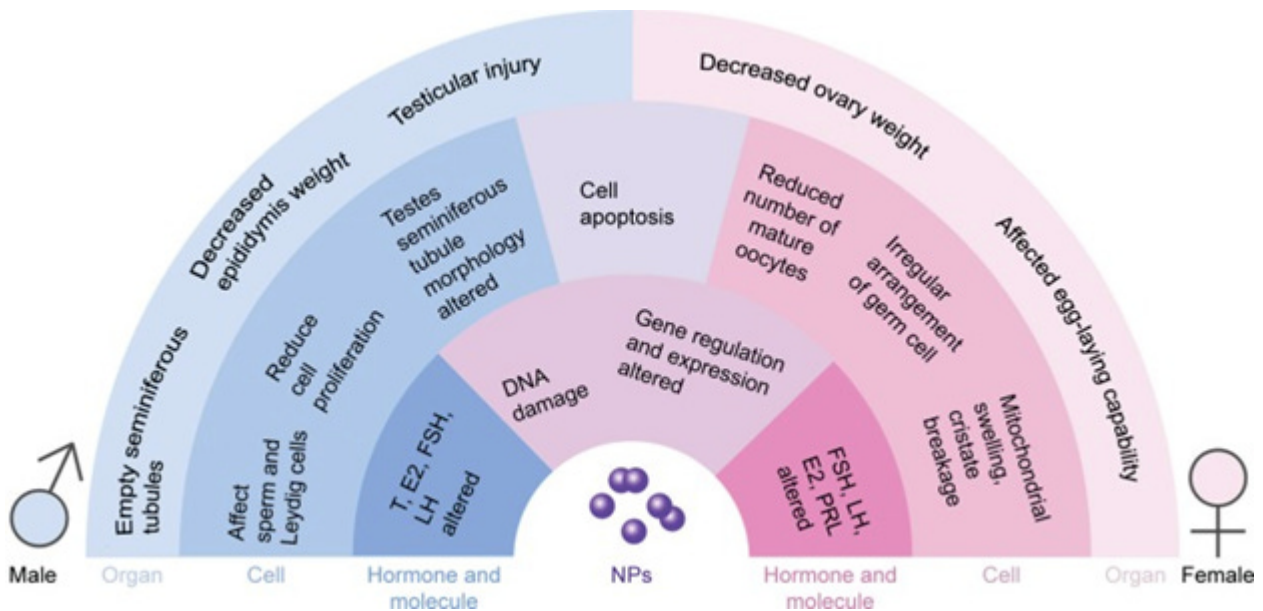 Testicular injury
Decreased
epididymis weight
Empty seminiferous
tubules
Testes
seminiferous
tubule
morphology
altered
Reduce
cell
proliferation
Affect
sperm and
Leydig cells
T, E2, FSH,
LH
altered
Cell
apoptosis
DNA
damage
Gene regulation
and expression
altered
Decreased ovary weight
Affected egg-laying capability
Reduced
number of
mature
oocytes
Irregular
arrangement
of germ cell
Mitochondrial
swelling,
cristate
breakage
FSH, LH,
E2, PRL
altered
Male
Organ
Cell
Hormone and
molecule
NPs
Hormone and
molecule
Cell
Organ
Female